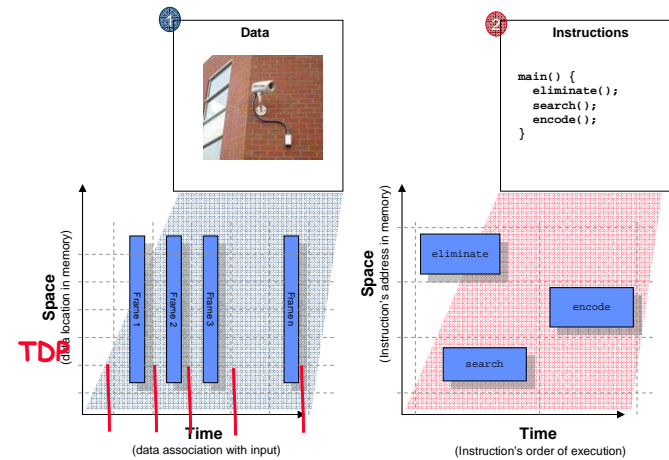 1
Data
2
Instructions
main() {
eliminate();
search();
encode();
}
Space
(data location in memory)
Frame 1
Frame 2
Frame 3
Frame n
TDP
Time
(data association with input)
Space
(Instruction's address in memory)
eliminate
encode
search
Time
(Instruction's order of execution)